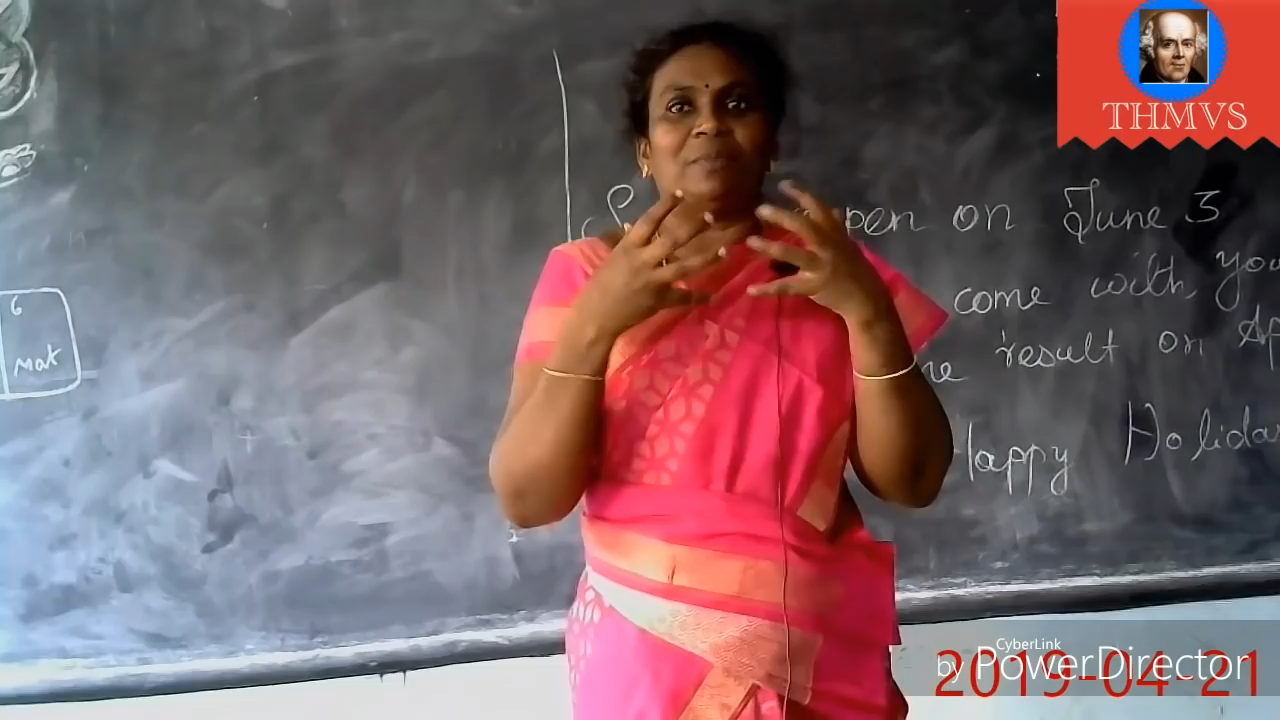 THMVS
pen on June 3
come with you
result on Ap
Happy Holida
6
Mat
CyberLink
by PowerDirector
2019-04-21